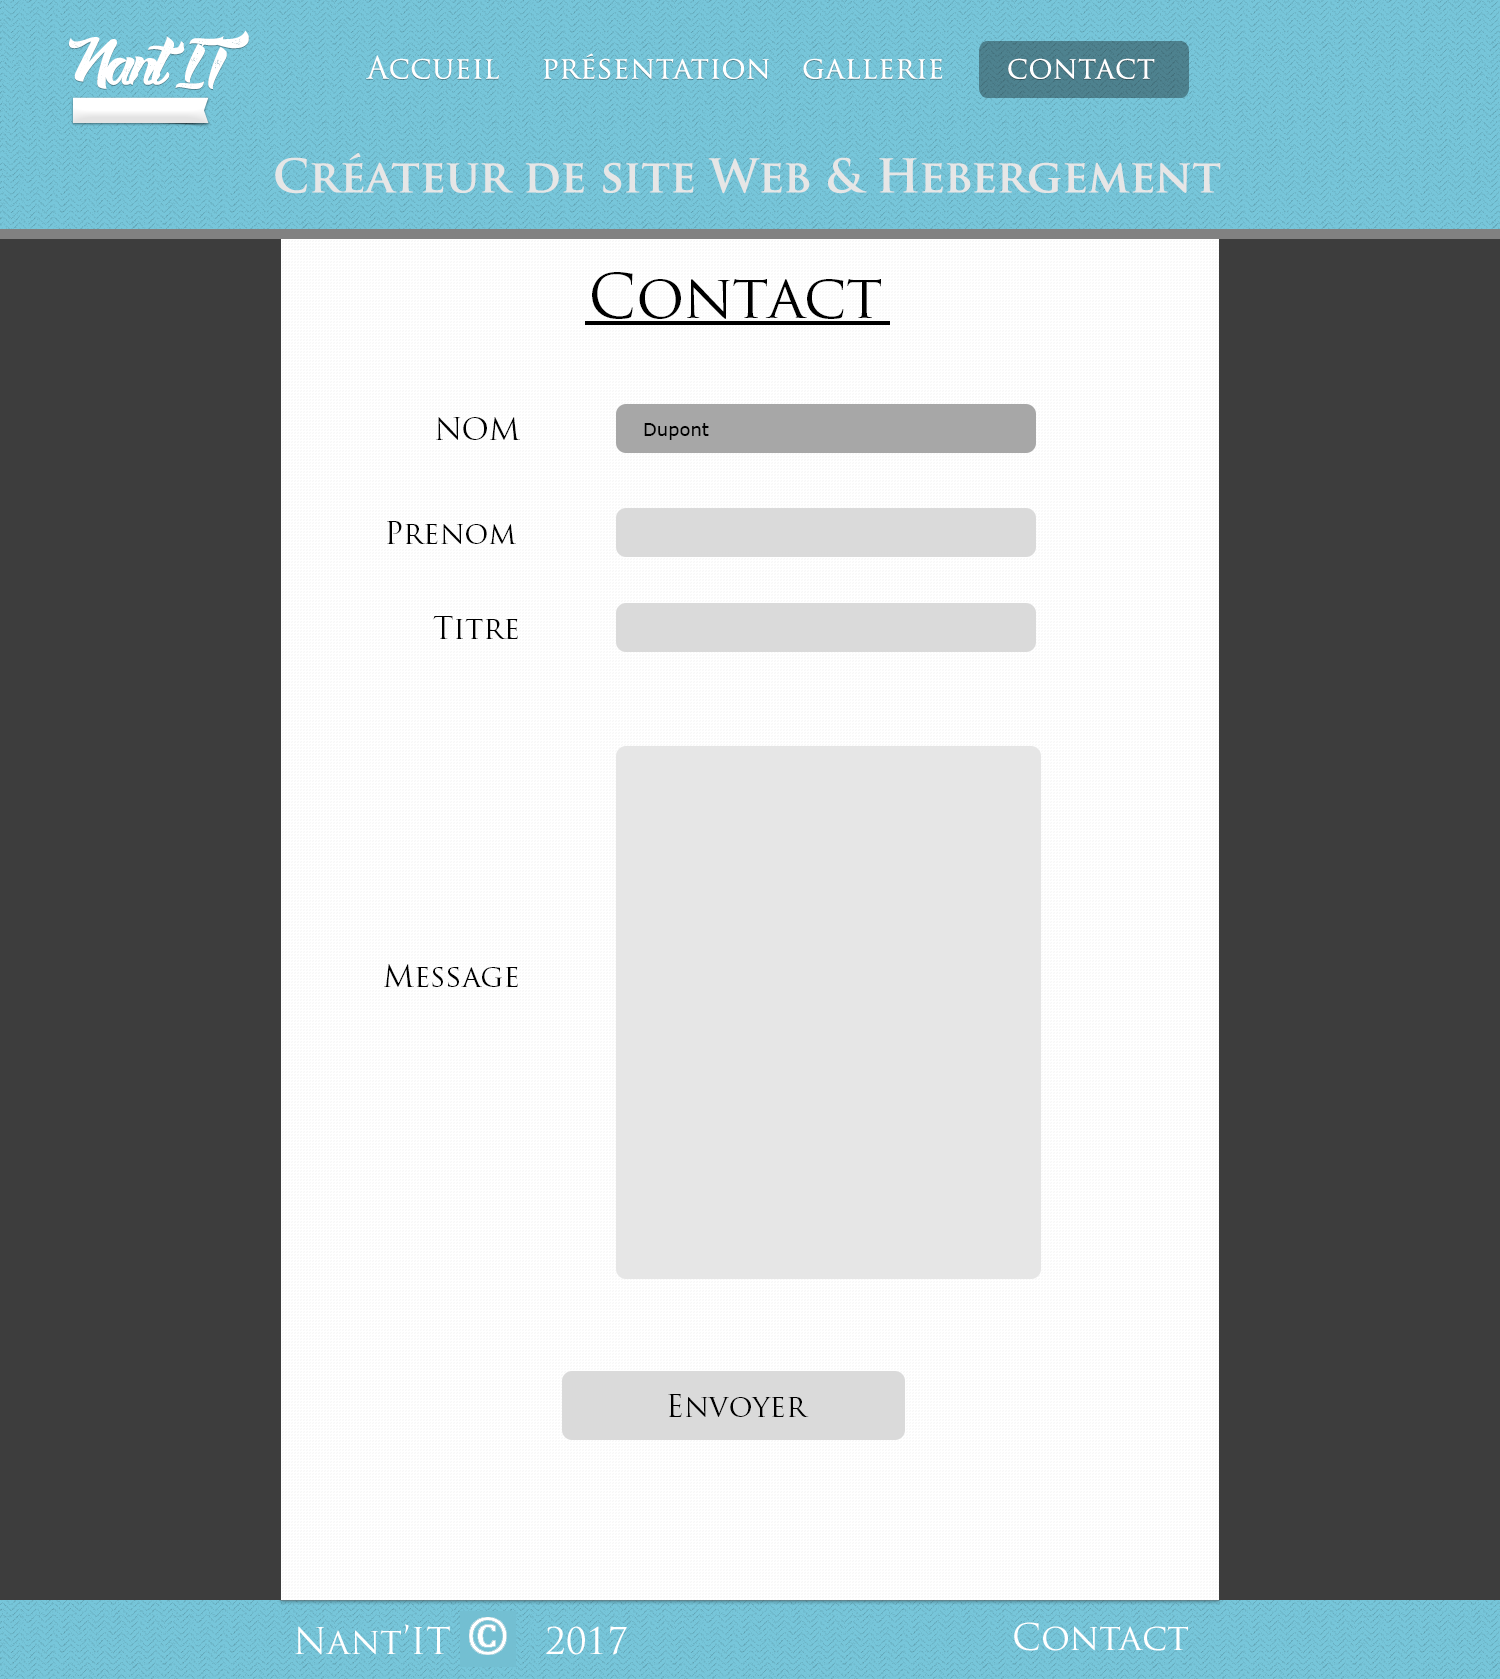 Nant IT
Accueil présentation gallerie contact
Créateur de site Web & Hebergement
Contact
nom
Dupont
Prenom
Titre
Message
Envoyer
Nant'IT © 2017
Contact